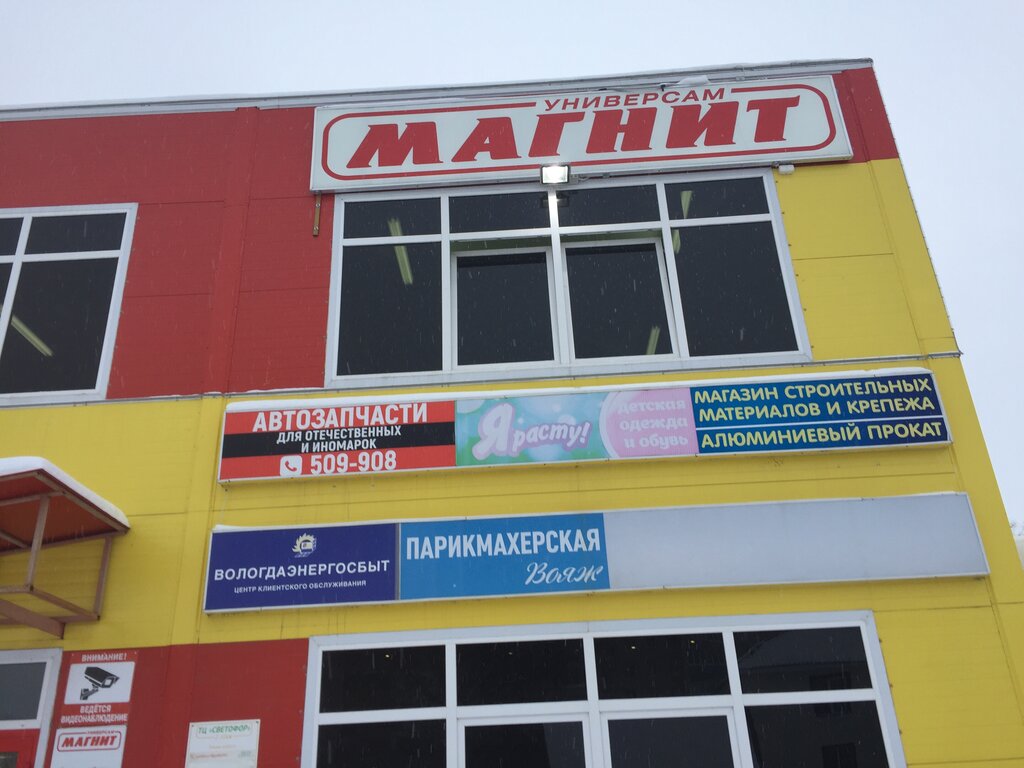 УНИВЕРСАМ
МАГНИТ
АВТОЗАПЧАСТИ
ДЛЯ ОТЕЧЕСТВЕННЫХ
И ИНОМАРОК
509-908
Я расту!
детская
одежда
и обувь
МАГАЗИН СТРОИТЕЛЬНЫХ
МАТЕРИАЛОВ И КРЕПЕЖА
АЛЮМИНИЕВЫЙ ПРОКАТ
ВОЛОГДАЭНЕРГОСБЫТ
ЦЕНТР КЛИЕНТСКОГО ОБСЛУЖИВАНИЯ
ПАРИКМАХЕРСКАЯ
Вояж
ВНИМАНИЕ!
ВЕДЁТСЯ
ВИДЕОНАБЛЮДЕНИЕ
УНИВЕРСАМ
МАГНИТ
ТЦ «СВЕТОФОР»